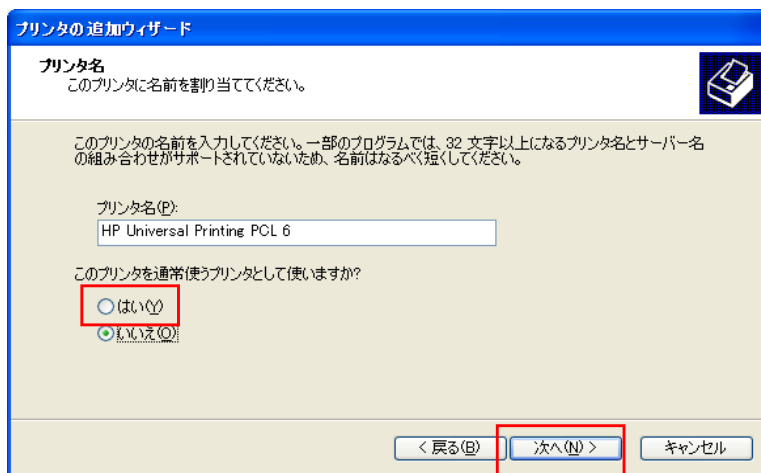 プリンタの追加ウィザード
プリンタ名
このプリンタに名前を割り当ててください。
このプリンタの名前を入力してください。一部のプログラムでは、32 文字以上になるプリンタ名とサーバー名
の組み合わせがサポートされていないため、名前はなるべく短くしてください。
プリンタ名(P):
HP Universal Printing PCL 6
このプリンタを通常使うプリンタとして使いますか?
はい(Y)
いいえ(O)
< 戻る(B) 次へ(N) > キャンセル